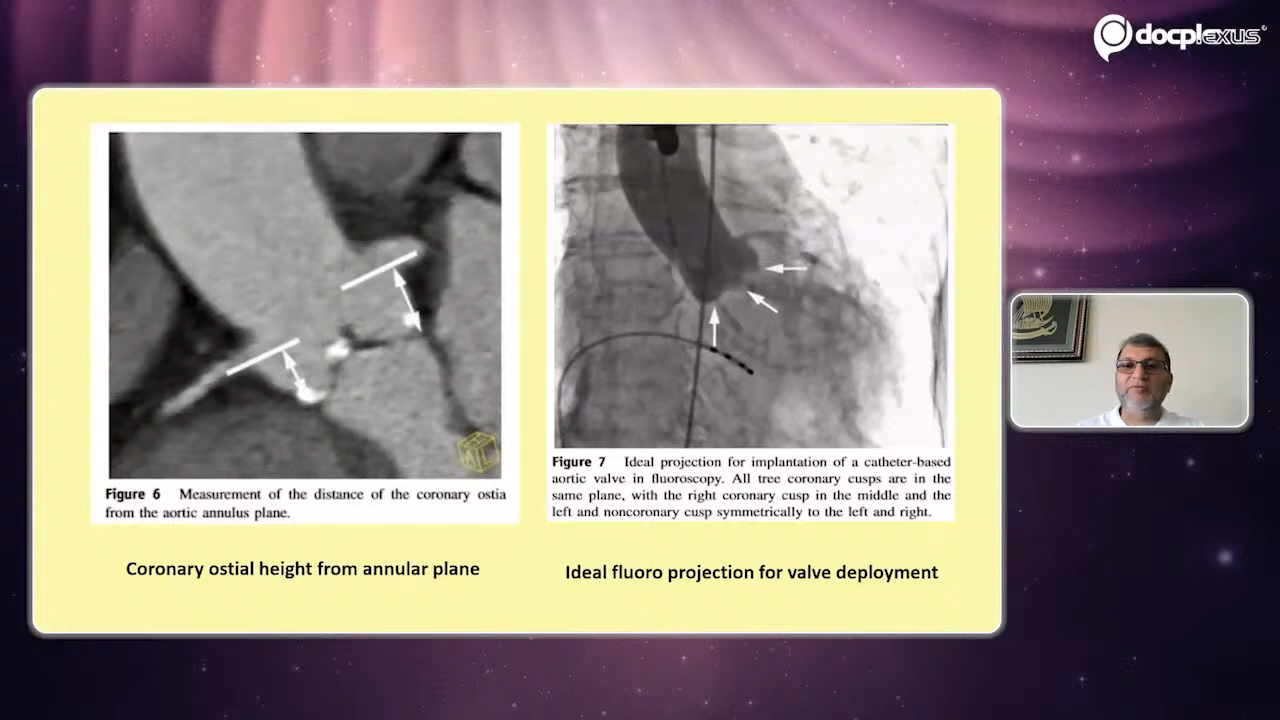 docplexus
Figure 6 Measurement of the distance of the coronary ostia
from the aortic annulus plane.
Coronary ostial height from annular plane
Figure 7 Ideal projection for implantation of a catheter-based
aortic valve in fluoroscopy. All tree coronary cusps are in the
same plane, with the right coronary cusp in the middle and the
left and noncoronary cusp symmetrically to the left and right.
Ideal fluoro projection for valve deployment